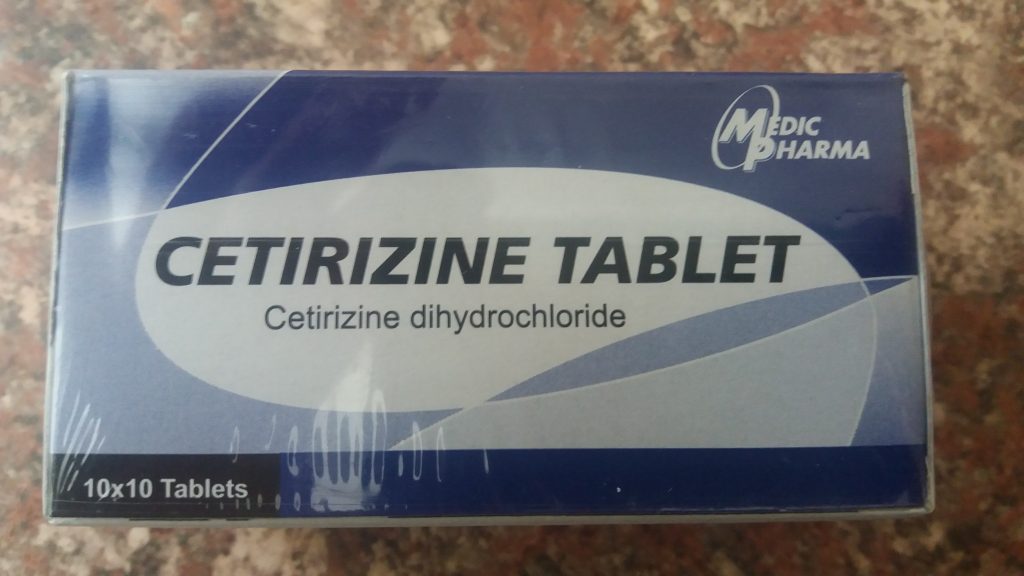 MEDIC
PHARMA
CETIRIZINE TABLET
Cetirizine dihydrochloride
10x10 Tablets